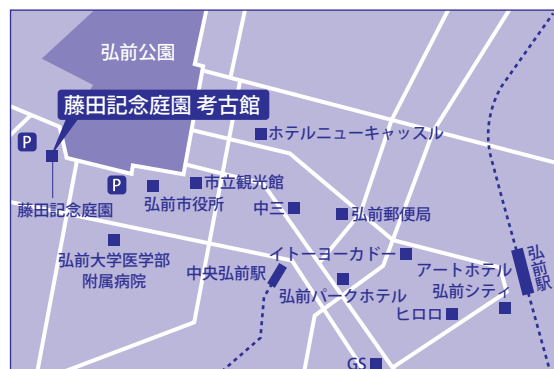 弘前公園
藤田記念庭園 考古館
P
ホテルニューキャッスル
藤田記念庭園
P
市立観光館
弘前市役所
中三
弘前郵便局
弘前大学医学部
附属病院
中央弘前駅
イトーヨーカドー
弘前パークホテル
アートホテル
弘前シティ
弘前駅
ヒロロ
GS